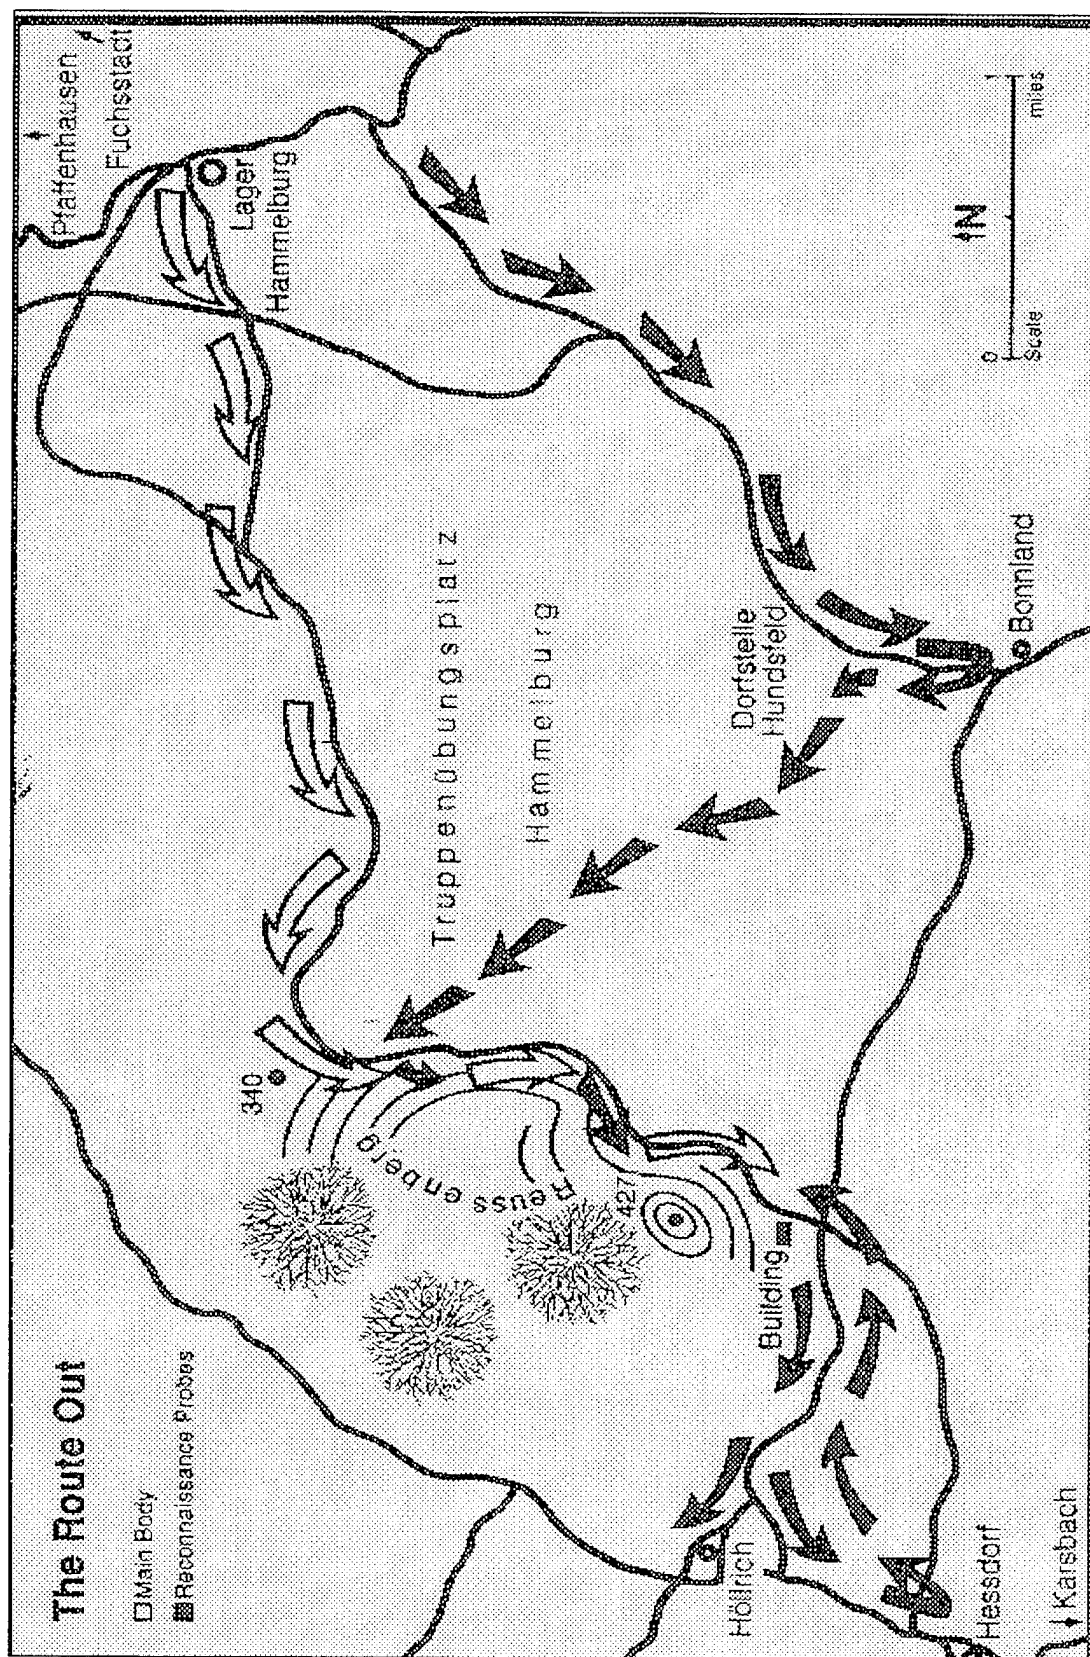 The Route Out
Main Body
Reconnaissance Probes
Pfaffenhausen
Fuchsstadt
Lager
Hammelburg
340
Reussenberg
427
Truppenübungsplatz
Hammelburg
Building
Höllrich
Hessdorf
Karsbach
Dorfstelle
Hundsfeld
Bonnland
N
0
1
Scale
miles